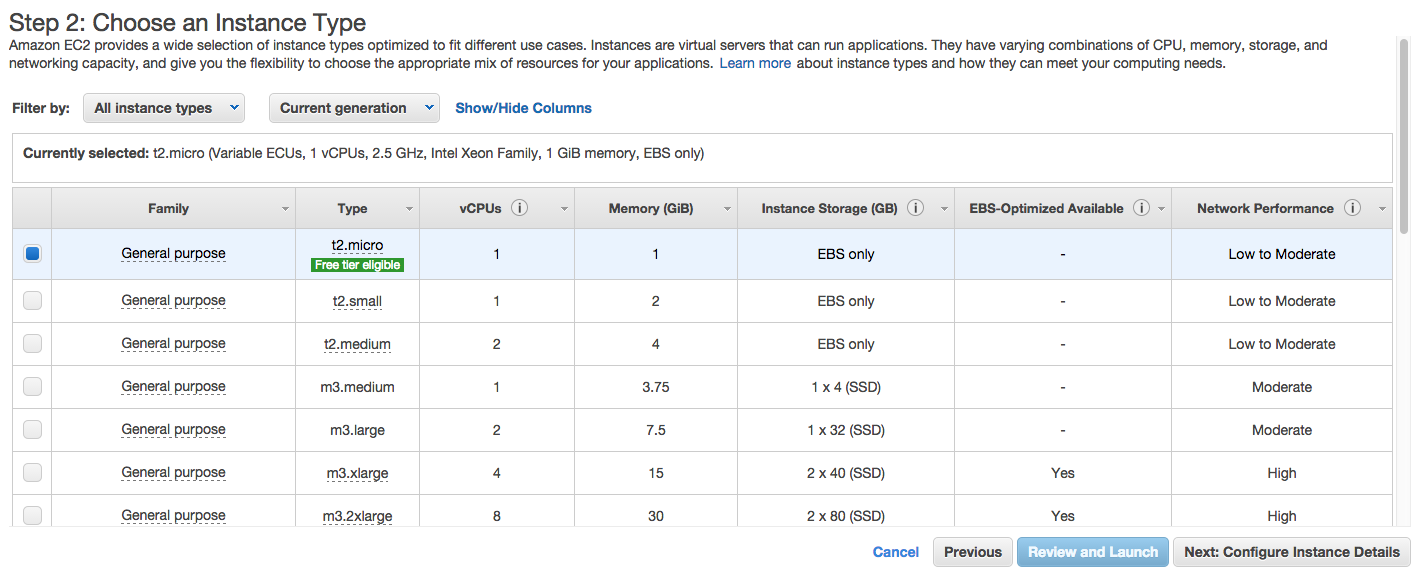 Step 2: Choose an Instance Type
Amazon EC2 provides a wide selection of instance types optimized to fit different use cases. Instances are virtual servers that can run applications. They have varying combinations of CPU, memory, storage, and
networking capacity, and give you the flexibility to choose the appropriate mix of resources for your applications. Learn more about instance types and how they can meet your computing needs.
Filter by: All instance types Current generation Show/Hide Columns
Currently selected: t2.micro (Variable ECUs, 1 vCPUs, 2.5 GHz, Intel Xeon Family, 1 GiB memory, EBS only)
Family Type vCPUs Memory (GiB) Instance Storage (GB) EBS-Optimized Available Network Performance
General purpose t2.micro 1 1 EBS only - Low to Moderate
Free tier eligible
General purpose t2.small 1 2 EBS only - Low to Moderate
General purpose t2.medium 2 4 EBS only - Low to Moderate
General purpose m3.medium 1 3.75 1 x 4 (SSD) - Moderate
General purpose m3.large 2 7.5 1 x 32 (SSD) - Moderate
General purpose m3.xlarge 4 15 2 x 40 (SSD) Yes High
General purpose m3.2xlarge 8 30 2 x 80 (SSD) Yes High
Cancel Previous Review and Launch Next: Configure Instance Details